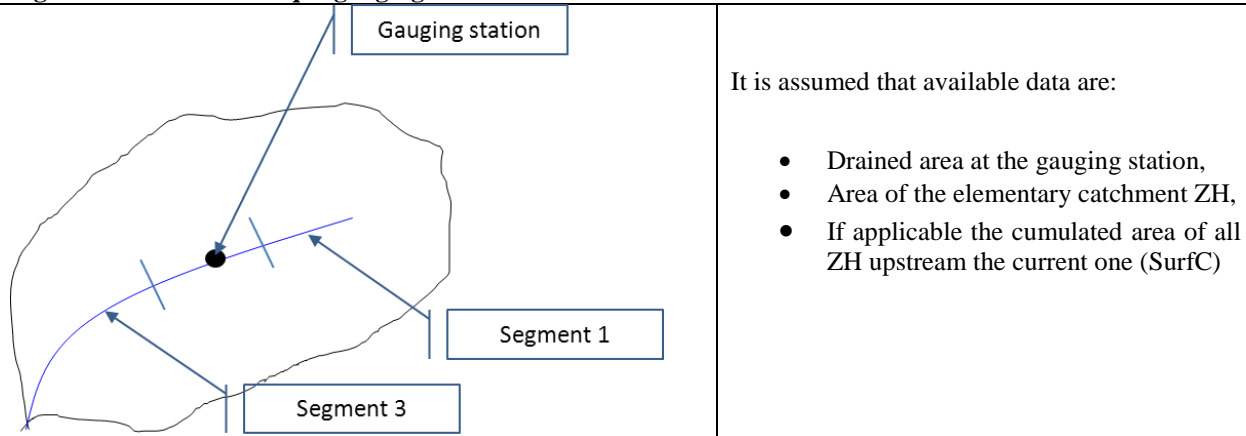 Gauging station
Segment 1
Segment 3
It is assumed that available data are:
• Drained area at the gauging station,
• Area of the elementary catchment ZH,
• If applicable the cumulated area of all
ZH upstream the current one (SurfC)